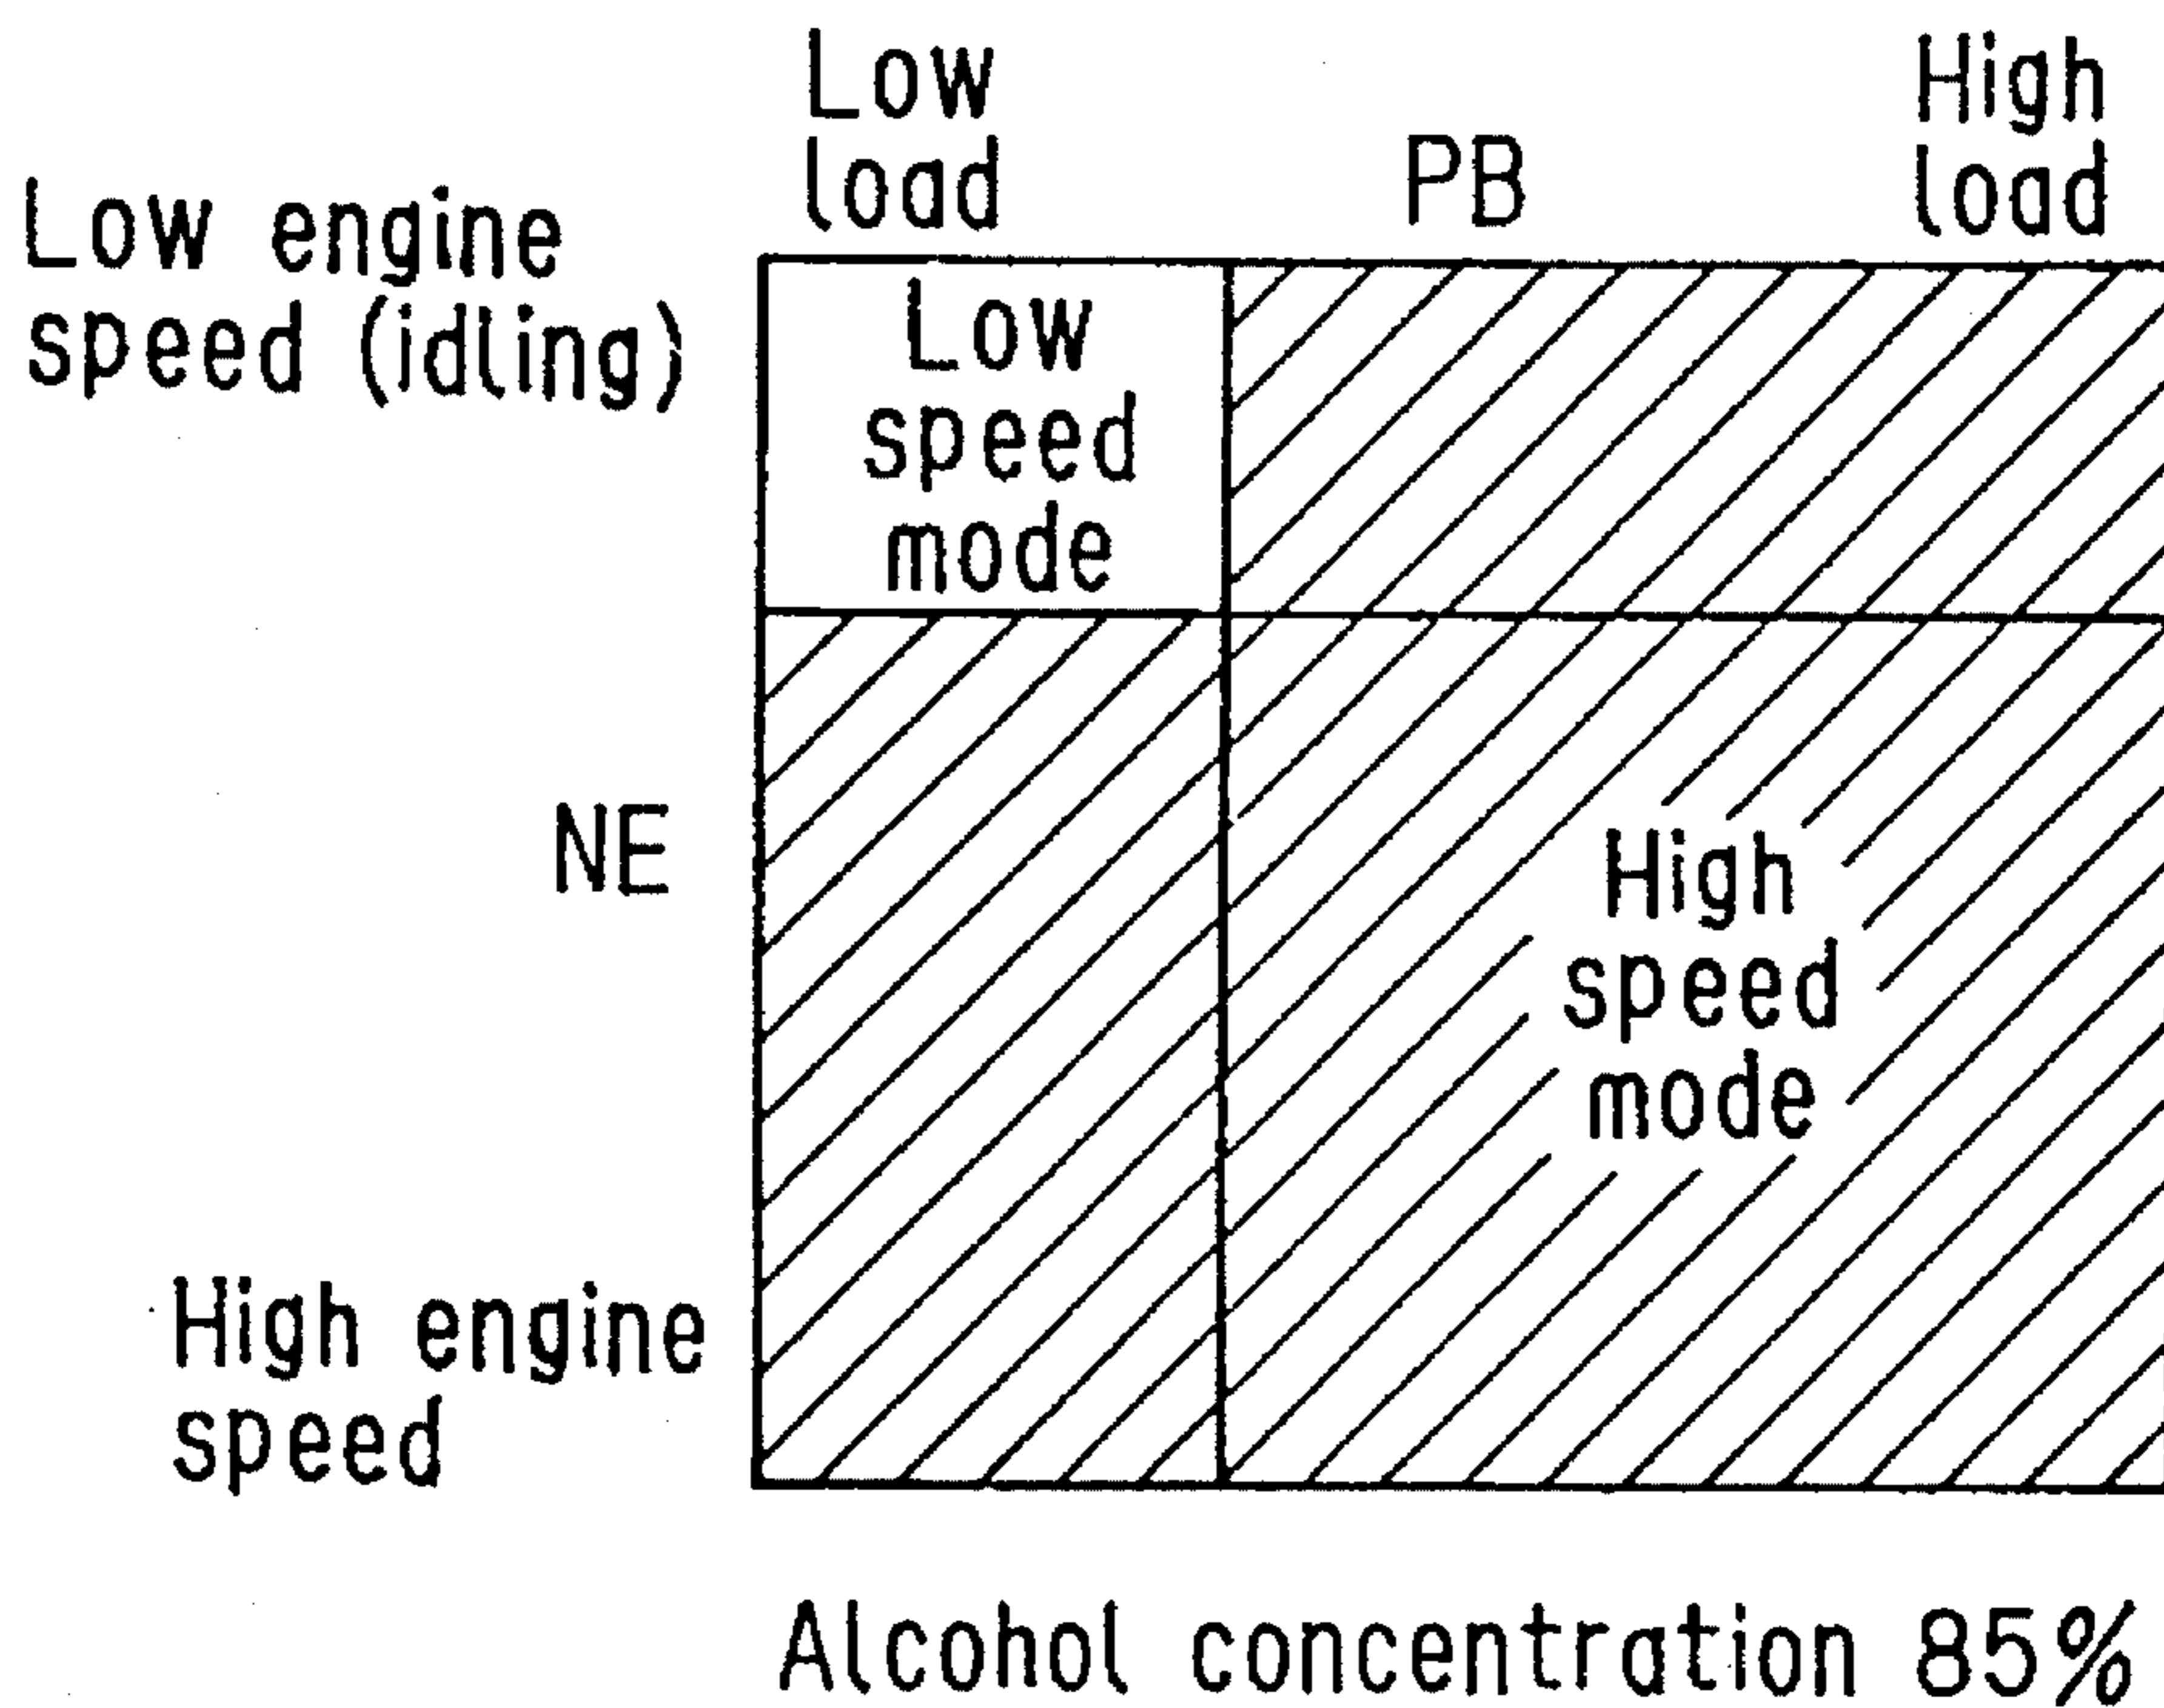 Low
load
PB
High
load
Low engine
speed (idling)
Low
speed
mode
NE
High
speed
mode
High engine
speed
Alcohol concentration 85%